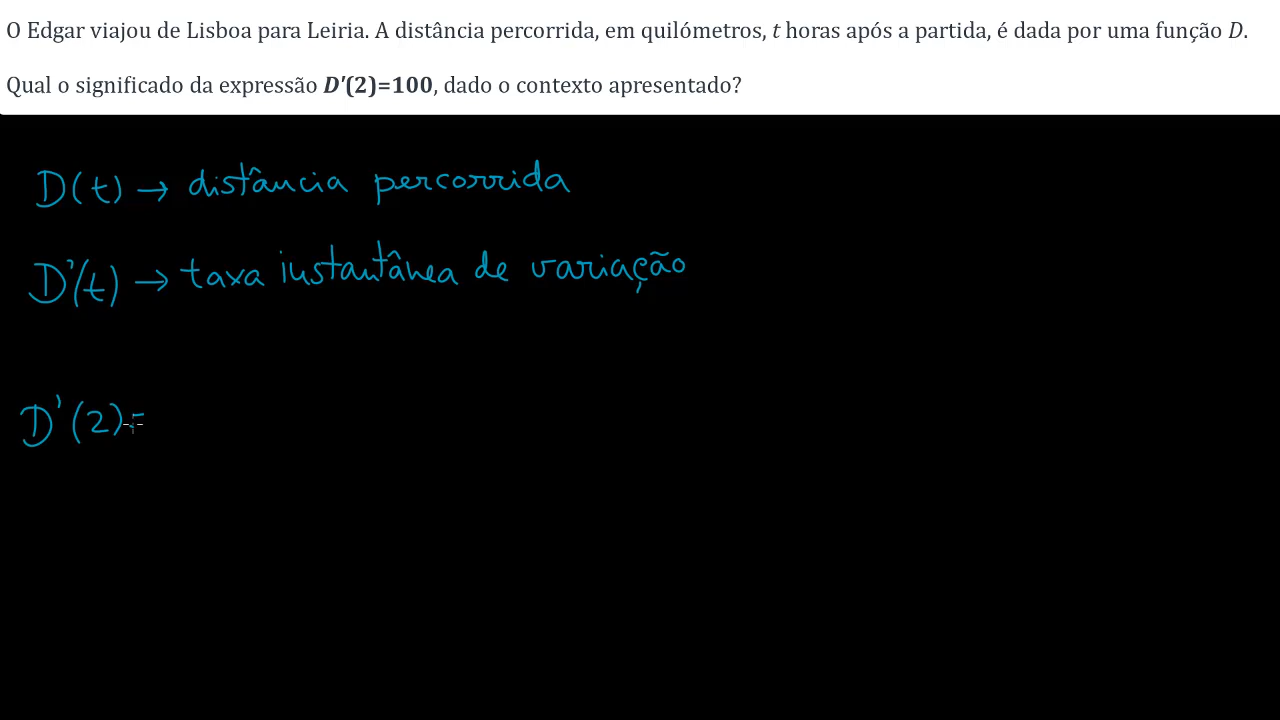 O Edgar viajou de Lisboa para Leiria. A distância percorrida, em quilómetros, t horas após a partida, é dada por uma função D.
Qual o significado da expressão D′(2)=100, dado o contexto apresentado?
D(t) → distância percorrida
D'(t) → taxa instantânea de variação
D'(2)=